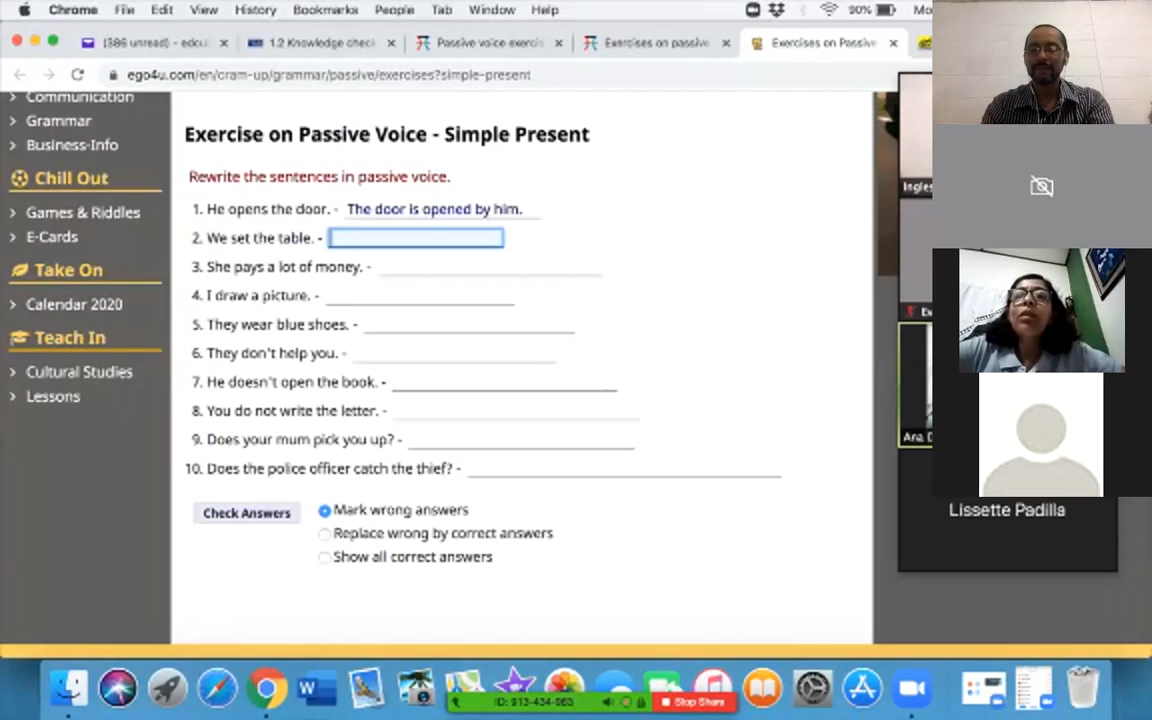 Chrome File Edit View History Bookmarks People Tab Window Help 90%
(386 unread) - edcu
1.2 Knowledge check
Passive voice exercis
Exercises on passive
Exercises on Passive
ego4u.com/en/cram-up/grammar/passive/exercises?simple-present
Communication
Grammar
Business-Info
Chill Out
Games & Riddles
E-Cards
Take On
Calendar 2020
Teach In
Cultural Studies
Lessons
Exercise on Passive Voice - Simple Present
Rewrite the sentences in passive voice.
1. He opens the door. - The door is opened by him.
2. We set the table. -
3. She pays a lot of money. -
4. I draw a picture. -
5. They wear blue shoes. -
6. They don't help you. -
7. He doesn't open the book. -
8. You do not write the letter. -
9. Does your mum pick you up? -
10. Does the police officer catch the thief? -
Check Answers
Mark wrong answers
Replace wrong by correct answers
Show all correct answers
Ingles
Ana D
Lissette Padilla
ID: 913-434-963
Stop Share